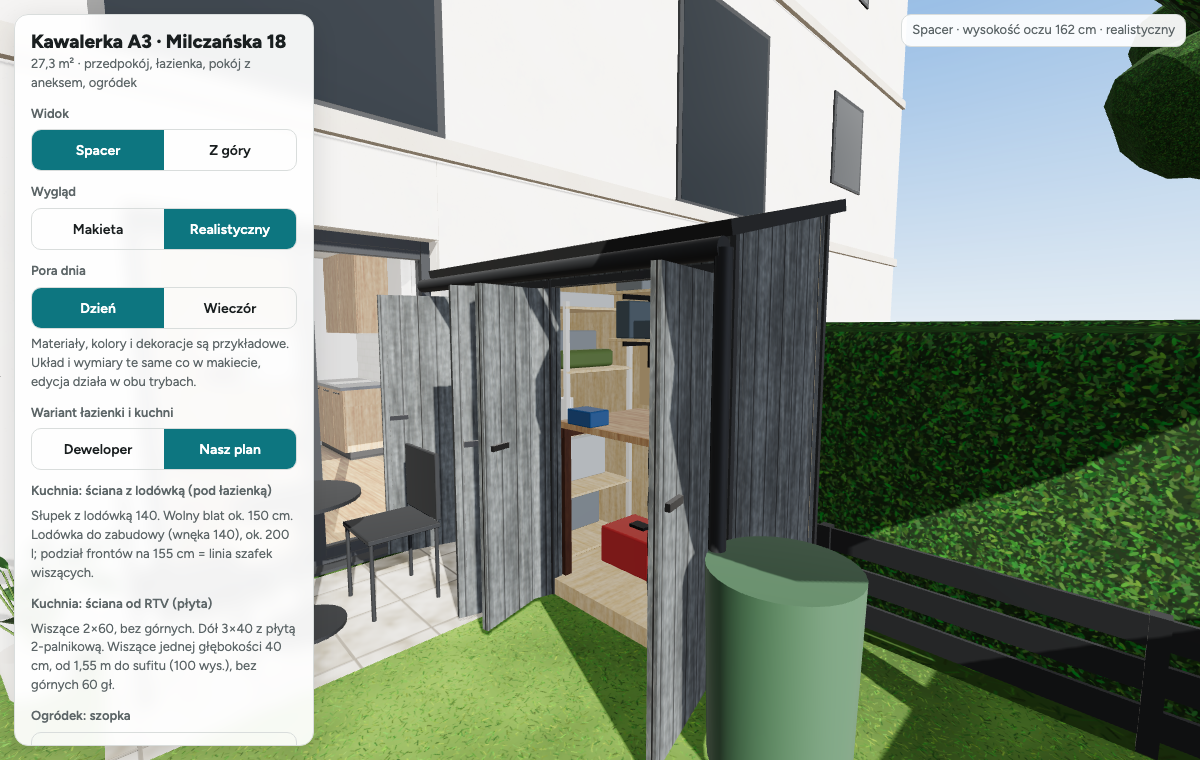 Kawalerka A3 · Milczańska 18
27,3 m² · przedpokój, łazienka, pokój z
aneksem, ogródek
Widok
Spacer
Z góry
Wygląd
Makieta
Realistyczny
Pora dnia
Dzień
Wieczór
Materiały, kolory i dekoracje są przykładowe.
Układ i wymiary te same co w makiecie,
edycja działa w obu trybach.
Wariant łazienki i kuchni
Deweloper
Nasz plan
Kuchnia: ściana z lodówką (pod łazienką)
Słupek z lodówką 140. Wolny blat ok. 150 cm.
Lodówka do zabudowy (wnęka 140), ok. 200
l; podział frontów na 155 cm = linia szafek
wiszących.
Kuchnia: ściana od RTV (płyta)
Wiszące 2×60, bez górnych. Dół 3×40 z płytą
2-palnikową. Wiszące jednej głębokości 40
cm, od 1,55 m do sufitu (100 wys.), bez
górnych 60 gł.
Ogródek: szopka
Spacer · wysokość oczu 162 cm · realistyczny